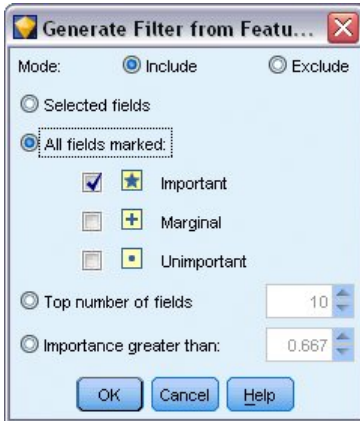 Generate Filter from Featu...
Mode: Include Exclude
Selected fields
All fields marked:
Important
Marginal
Unimportant
Top number of fields 10
Importance greater than: 0.667
OK Cancel Help